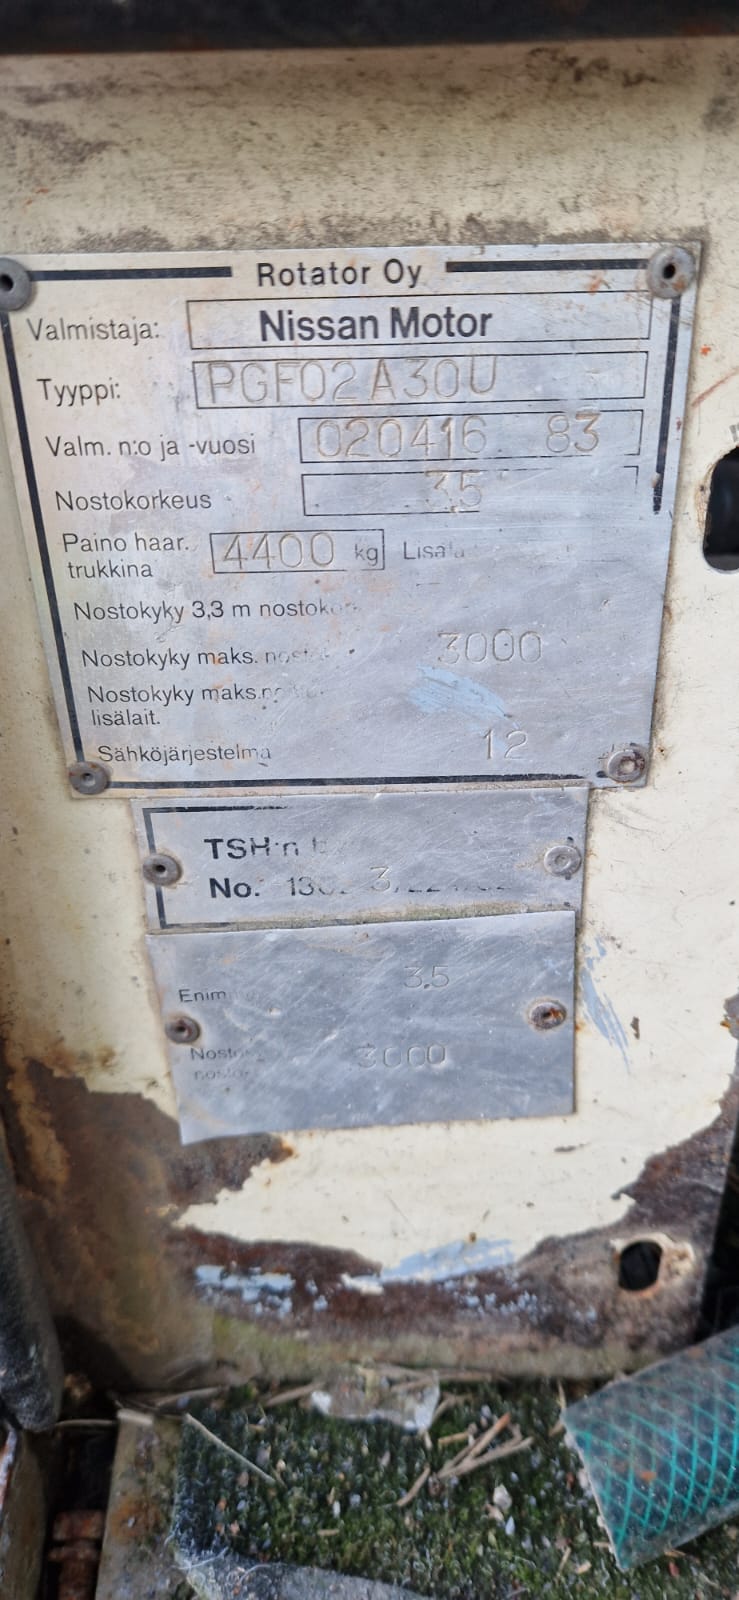 Rotator Oy
Valmistaja: Nissan Motor
Tyyppi: PGF02A30U
Valm. n:o ja -vuosi 020416 83
Nostokorkeus 3,5
Paino haar. trukkina 4400 kg
Nostokyky 3,3 m
Nostokyky maks. 3000
Nostokyky maks.
lisälait.
Sähköjärjestelmä 12
TSH:n
No.
3,5
3000